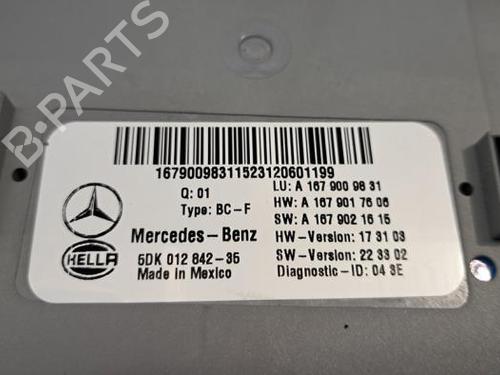 B-PARTS
16790098311523120601199
Q: 01
Type: BC-F
Mercedes-Benz
HELLA
5DK 012 842-35
Made in Mexico
LU: A 167 900 98 31
HW: A 167 901 76 06
SW: A 167 902 16 15
HW-Version: 17 31 03
SW-Version: 22 33 02
Diagnostic-ID: 04 3E